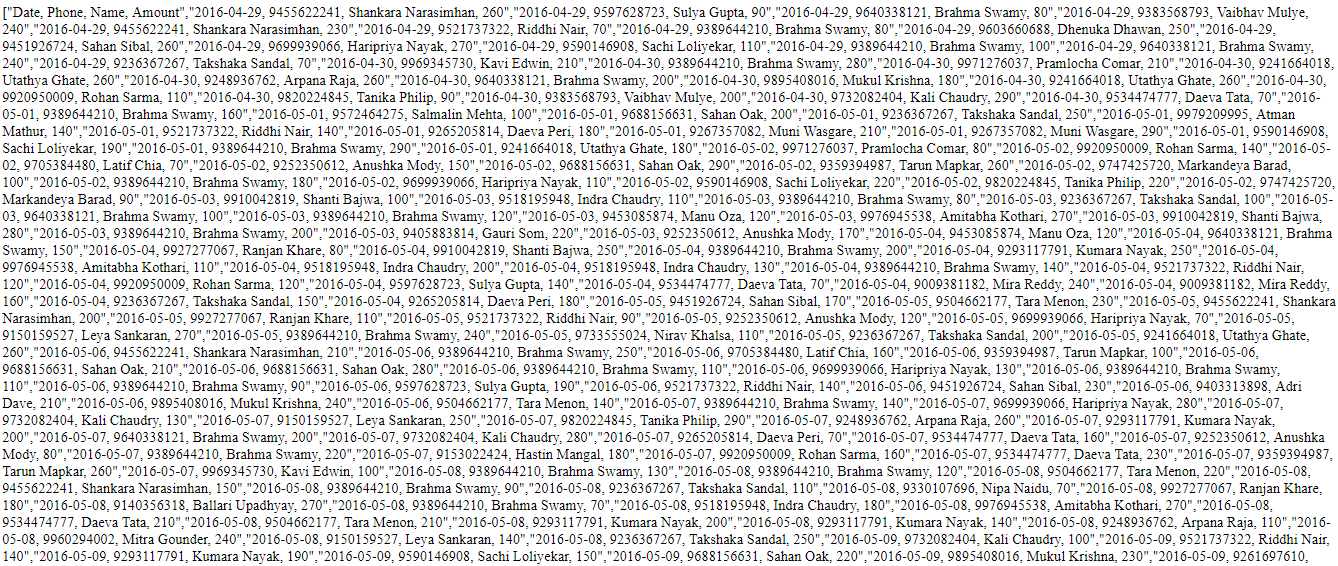 ["Date, Phone, Name, Amount","2016-04-29, 9455622241, Shankara Narasimhan, 260","2016-04-29, 9597628723, Sulya Gupta, 90","2016-04-29, 9640338121, Brahma Swamy, 80","2016-04-29, 9383568793, Vaibhav Mulye,
240","2016-04-29, 9455622241, Shankara Narasimhan, 230","2016-04-29, 9521737322, Riddhi Nair, 70","2016-04-29, 9389644210, Brahma Swamy, 80","2016-04-29, 9603660688, Dhenuka Dhawan, 250","2016-04-29,
9451926724, Sahan Sibal, 260","2016-04-29, 9699939066, Haripriya Nayak, 270","2016-04-29, 9590146908, Sachi Loliyekar, 110","2016-04-29, 9389644210, Brahma Swamy, 100","2016-04-29, 9640338121, Brahma Swamy,
240","2016-04-29, 9236367267, Takshaka Sandal, 70","2016-04-29, 9969345730, Kavi Edwin, 210","2016-04-29, 9389644210, Brahma Swamy, 280","2016-04-29, 9971276037, Pramlocha Comar, 210","2016-04-29, 9241664018,
Utathya Ghate, 260","2016-04-30, 9248936762, Arpana Raja, 260","2016-04-30, 9640338121, Brahma Swamy, 200","2016-04-30, 9895408016, Mukul Krishna, 180","2016-04-30, 9241664018, Utathya Ghate, 260","2016-04-30,
9920950009, Rohan Sarma, 110","2016-04-30, 9820224845, Tanika Philip, 90","2016-04-30, 9383568793, Vaibhav Mulye, 200","2016-04-30, 9732082404, Kali Chaudry, 290","2016-04-30, 9534474777, Daeva Tata, 70","2016-
05-01, 9389644210, Brahma Swamy, 160","2016-05-01, 9572464275, Salmalin Mehta, 100","2016-05-01, 9688156631, Sahan Oak, 200","2016-05-01, 9236367267, Takshaka Sandal, 250","2016-05-01, 9979209995, Atman
Mathur, 140","2016-05-01, 9521737322, Riddhi Nair, 140","2016-05-01, 9265205814, Daeva Peri, 180","2016-05-01, 9267357082, Muni Wasgare, 210","2016-05-01, 9267357082, Muni Wasgare, 290","2016-05-01, 9590146908,
Sachi Loliyekar, 190","2016-05-01, 9389644210, Brahma Swamy, 290","2016-05-01, 9241664018, Utathya Ghate, 180","2016-05-02, 9971276037, Pramlocha Comar, 80","2016-05-02, 9920950009, Rohan Sarma, 140","2016-05-
02, 9705384480, Latif Chia, 70","2016-05-02, 9252350612, Anushka Mody, 150","2016-05-02, 9688156631, Sahan Oak, 290","2016-05-02, 9359394987, Tarun Mapkar, 260","2016-05-02, 9747425720, Markandeya Barad,
100","2016-05-02, 9389644210, Brahma Swamy, 180","2016-05-02, 9699939066, Haripriya Nayak, 110","2016-05-02, 9590146908, Sachi Loliyekar, 220","2016-05-02, 9820224845, Tanika Philip, 220","2016-05-02, 9747425720,
Markandeya Barad, 90","2016-05-03, 9910042819, Shanti Bajwa, 100","2016-05-03, 9518195948, Indra Chaudry, 110","2016-05-03, 9389644210, Brahma Swamy, 80","2016-05-03, 9236367267, Takshaka Sandal, 100","2016-05-
03, 9640338121, Brahma Swamy, 100","2016-05-03, 9389644210, Brahma Swamy, 120","2016-05-03, 9453085874, Manu Oza, 120","2016-05-03, 9976945538, Amitabha Kothari, 270","2016-05-03, 9910042819, Shanti Bajwa,
280","2016-05-03, 9389644210, Brahma Swamy, 200","2016-05-03, 9405883814, Gauri Som, 220","2016-05-03, 9252350612, Anushka Mody, 170","2016-05-04, 9453085874, Manu Oza, 120","2016-05-04, 9640338121, Brahma
Swamy, 150","2016-05-04, 9927277067, Ranjan Khare, 80","2016-05-04, 9910042819, Shanti Bajwa, 250","2016-05-04, 9389644210, Brahma Swamy, 200","2016-05-04, 9293117791, Kumara Nayak, 250","2016-05-04,
9976945538, Amitabha Kothari, 110","2016-05-04, 9518195948, Indra Chaudry, 200","2016-05-04, 9518195948, Indra Chaudry, 130","2016-05-04, 9389644210, Brahma Swamy, 140","2016-05-04, 9521737322, Riddhi Nair,
120","2016-05-04, 9920950009, Rohan Sarma, 120","2016-05-04, 9597628723, Sulya Gupta, 140","2016-05-04, 9534474777, Daeva Tata, 70","2016-05-04, 9009381182, Mira Reddy, 240","2016-05-04, 9009381182, Mira Reddy,
160","2016-05-04, 9236367267, Takshaka Sandal, 150","2016-05-04, 9265205814, Daeva Peri, 180","2016-05-05, 9451926724, Sahan Sibal, 170","2016-05-05, 9504662177, Tara Menon, 230","2016-05-05, 9455622241, Shankara
Narasimhan, 200","2016-05-05, 9927277067, Ranjan Khare, 110","2016-05-05, 9521737322, Riddhi Nair, 90","2016-05-05, 9252350612, Anushka Mody, 120","2016-05-05, 9699939066, Haripriya Nayak, 70","2016-05-05,
9150159527, Leya Sankaran, 270","2016-05-05, 9389644210, Brahma Swamy, 240","2016-05-05, 9733555024, Nirav Khalsa, 110","2016-05-05, 9236367267, Takshaka Sandal, 200","2016-05-05, 9241664018, Utathya Ghate,
260","2016-05-06, 9455622241, Shankara Narasimhan, 210","2016-05-06, 9389644210, Brahma Swamy, 250","2016-05-06, 9705384480, Latif Chia, 160","2016-05-06, 9359394987, Tarun Mapkar, 100","2016-05-06,
9688156631, Sahan Oak, 210","2016-05-06, 9688156631, Sahan Oak, 280","2016-05-06, 9389644210, Brahma Swamy, 110","2016-05-06, 9699939066, Haripriya Nayak, 130","2016-05-06, 9389644210, Brahma Swamy,
110","2016-05-06, 9389644210, Brahma Swamy, 90","2016-05-06, 9597628723, Sulya Gupta, 190","2016-05-06, 9521737322, Riddhi Nair, 140","2016-05-06, 9451926724, Sahan Sibal, 230","2016-05-06, 9403313898, Adri
Dave, 210","2016-05-06, 9895408016, Mukul Krishna, 240","2016-05-06, 9504662177, Tara Menon, 140","2016-05-06, 9389644210, Brahma Swamy, 140","2016-05-07, 9699939066, Haripriya Nayak, 280","2016-05-07,
9732082404, Kali Chaudry, 130","2016-05-07, 9150159527, Leya Sankaran, 250","2016-05-07, 9820224845, Tanika Philip, 290","2016-05-07, 9248936762, Arpana Raja, 260","2016-05-07, 9293117791, Kumara Nayak,
200","2016-05-07, 9640338121, Brahma Swamy, 200","2016-05-07, 9732082404, Kali Chaudry, 280","2016-05-07, 9265205814, Daeva Peri, 70","2016-05-07, 9534474777, Daeva Tata, 160","2016-05-07, 9252350612, Anushka
Mody, 80","2016-05-07, 9389644210, Brahma Swamy, 220","2016-05-07, 9153022424, Hastin Mangal, 180","2016-05-07, 9920950009, Rohan Sarma, 160","2016-05-07, 9534474777, Daeva Tata, 230","2016-05-07, 9359394987,
Tarun Mapkar, 260","2016-05-07, 9969345730, Kavi Edwin, 100","2016-05-08, 9389644210, Brahma Swamy, 130","2016-05-08, 9389644210, Brahma Swamy, 120","2016-05-08, 9504662177, Tara Menon, 220","2016-05-08,
9455622241, Shankara Narasimhan, 150","2016-05-08, 9389644210, Brahma Swamy, 90","2016-05-08, 9236367267, Takshaka Sandal, 110","2016-05-08, 9330107696, Nipa Naidu, 70","2016-05-08, 9927277067, Ranjan Khare,
180","2016-05-08, 9140356318, Ballari Upadhyay, 270","2016-05-08, 9389644210, Brahma Swamy, 70","2016-05-08, 9518195948, Indra Chaudry, 180","2016-05-08, 9976945538, Amitabha Kothari, 270","2016-05-08,
9534474777, Daeva Tata, 210","2016-05-08, 9504662177, Tara Menon, 210","2016-05-08, 9293117791, Kumara Nayak, 200","2016-05-08, 9293117791, Kumara Nayak, 140","2016-05-08, 9248936762, Arpana Raja, 110","2016-
05-08, 9960294002, Mitra Gounder, 240","2016-05-08, 9150159527, Leya Sankaran, 140","2016-05-08, 9236367267, Takshaka Sandal, 250","2016-05-09, 9732082404, Kali Chaudry, 100","2016-05-09, 9521737322, Riddhi Nair,
140","2016-05-09, 9293117791, Kumara Nayak, 190","2016-05-09, 9590146908, Sachi Loliyekar, 150","2016-05-09, 9688156631, Sahan Oak, 220","2016-05-09, 9895408016, Mukul Krishna, 230","2016-05-09, 9261697610,